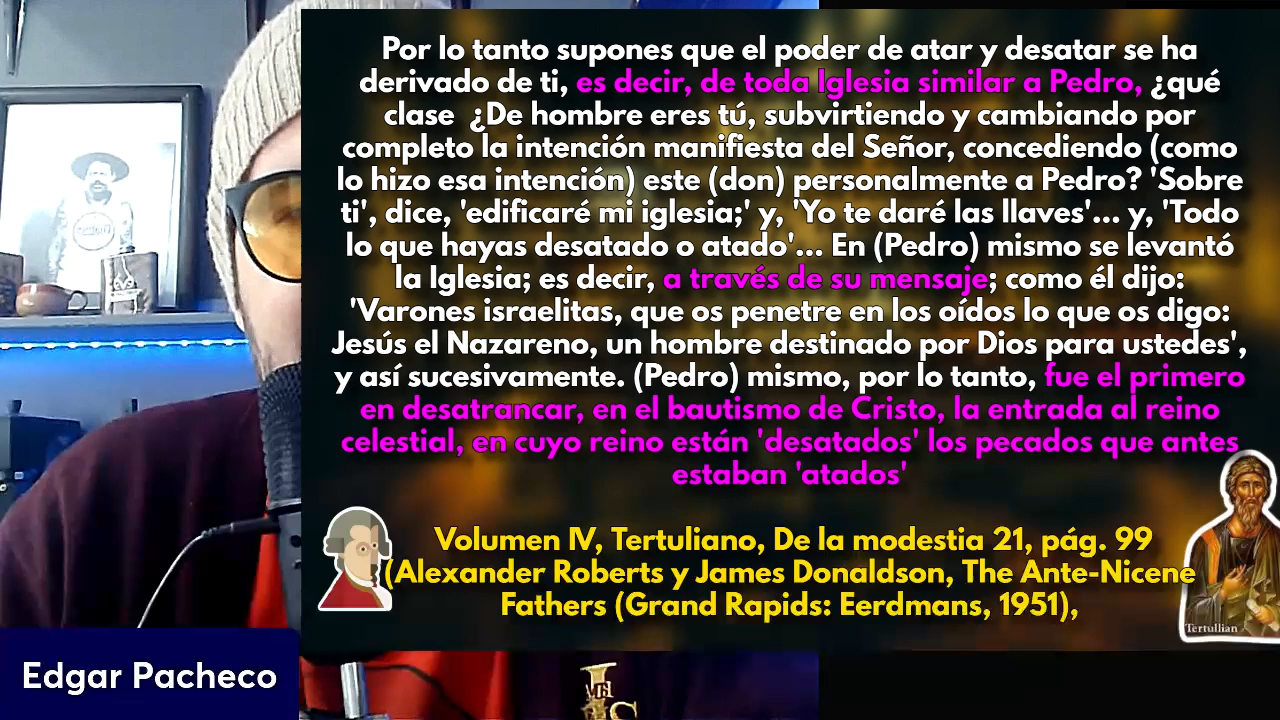 Por lo tanto supones que el poder de atar y desatar se ha
derivado de ti, es decir, de toda Iglesia similar a Pedro, ¿qué
clase ¿De hombre eres tú, subvirtiendo y cambiando por
completo la intención manifiesta del Señor, concediendo (como
lo hizo esa intención) este (don) personalmente a Pedro? 'Sobre
ti', dice, 'edificaré mi iglesia;' y, 'Yo te daré las llaves'... y, 'Todo
lo que hayas desatado o atado'... En (Pedro) mismo se levantó
la Iglesia; es decir, a través de su mensaje; como él dijo:
'Varones israelitas, que os penetre en los oídos lo que os digo:
Jesús el Nazareno, un hombre destinado por Dios para ustedes',
y así sucesivamente. (Pedro) mismo, por lo tanto, fue el primero
en desatrancar, en el bautismo de Cristo, la entrada al reino
celestial, en cuyo reino están 'desatados' los pecados que antes
estaban 'atados'
Volumen IV, Tertuliano, De la modestia 21, pág. 99
(Alexander Roberts y James Donaldson, The Ante-Nicene
Fathers (Grand Rapids: Eerdmans, 1951),
Tertullian
Edgar Pacheco